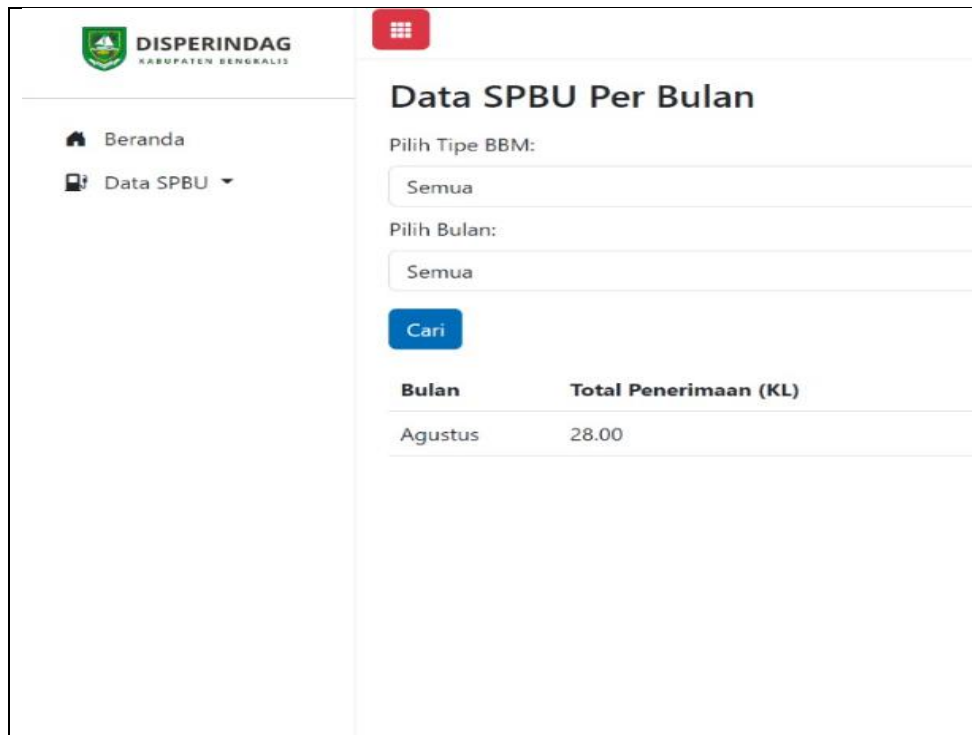 DISPERINDAG
KABUPATEN BENGKALIS
Beranda
Data SPBU
Data SPBU Per Bulan
Pilih Tipe BBM:
Semua
Pilih Bulan:
Semua
Cari
Bulan Total Penerimaan (KL)
Agustus 28.00